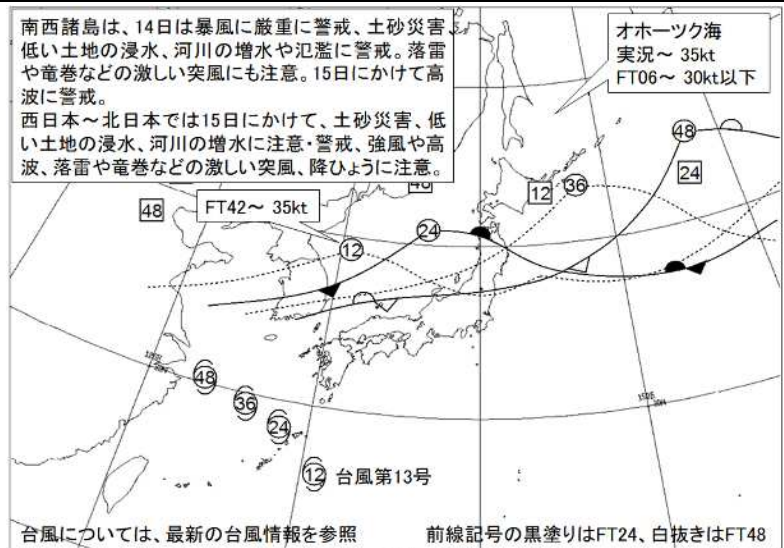 南西諸島は、14日は暴風に厳重に警戒、土砂災害、
低い土地の浸水、河川の増水や氾濫に警戒。落雷
や竜巻などの激しい突風にも注意。15日にかけて高
波に警戒。
西日本～北日本では15日にかけて、土砂災害、低
い土地の浸水、河川の増水に注意・警戒、強風や高
波、落雷や竜巻などの激しい突風、降ひょうに注意。
オホーツク海
実況～ 35kt
FT06～ 30kt以下
48
24
48
12
36
48
FT42～ 35kt
24
12
48
36
24
12
台風第13号
台風については、最新の台風情報を参照
前線記号の黒塗りはFT24、白抜きはFT48